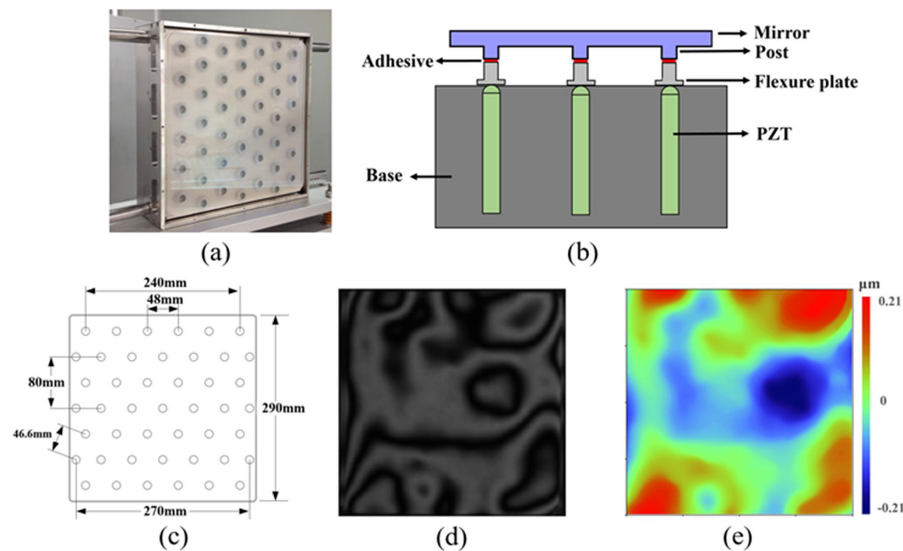 Mirror
Post
Adhesive
Flexure plate
PZT
Base
(a)
(b)
240mm
48mm
80mm
290mm
46.6mm
270mm
(c)
(d)
µm
0.21
0
-0.21
(e)